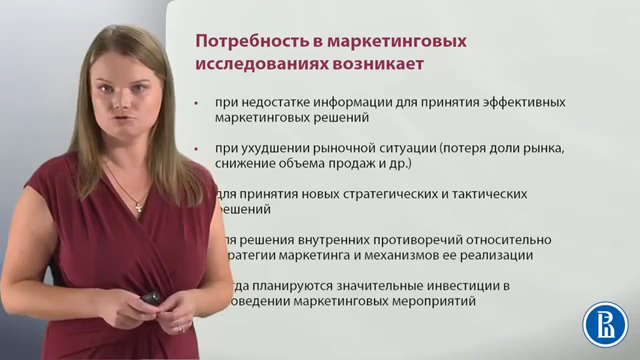 Потребность в маркетинговых
исследованиях возникает
при недостатке информации для принятия эффективных
маркетинговых решений
при ухудшении рыночной ситуации (потеря доли рынка,
снижение объема продаж и др.)
для принятия новых стратегических и тактических
решений
для решения внутренних противоречий относительно
стратегии маркетинга и механизмов ее реализации
когда планируются значительные инвестиции в
проведении маркетинговых мероприятий